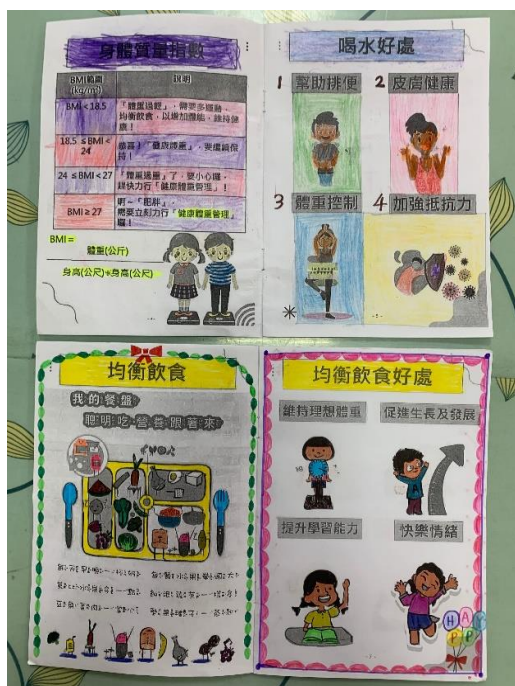 身體質量指數
BMI範圍
(kg/m²)
說明
BMI < 18.5
「體重過輕」,需要多運動,
均衡飲食,以增加體能,維持健
康!
18.5 ≤ BMI <
24
恭喜!「健康體重」,要繼續保
持!
24 ≤ BMI < 27
「體重過重」了,要小心囉,
趕快力行「健康體重管理」!
BMI ≥ 27
啊~「肥胖」,
需要立刻力行「健康體重管理」
囉!
BMI =
體重(公斤)
身高(公尺)*身高(公尺)
喝水好處
1 幫助排便
2 皮膚健康
3 體重控制
4 加強抵抗力
均衡飲食
我的餐盤
聰明吃營養跟著來
均衡飲食好處
維持理想體重
促進生長及發展
提升學習能力
快樂情緒
HAPPY